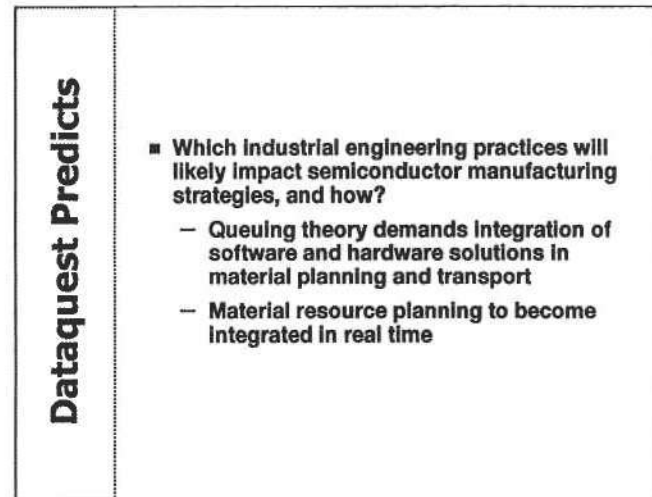 Dataquest Predicts
■ Which industrial engineering practices will
likely impact semiconductor manufacturing
strategies, and how?
– Queuing theory demands integration of
software and hardware solutions in
material planning and transport
– Material resource planning to become
integrated in real time